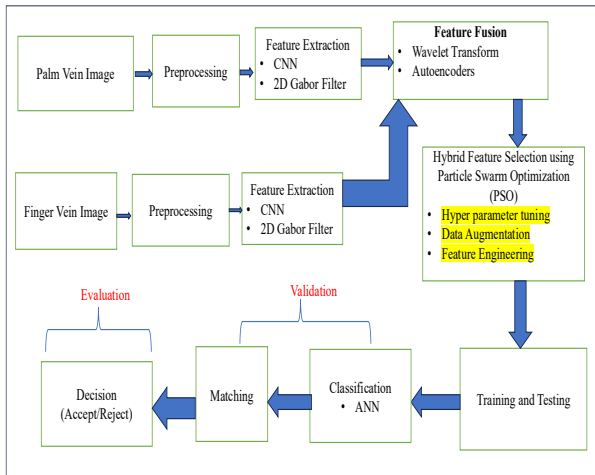 Palm Vein Image
Preprocessing
Feature Extraction
• CNN
• 2D Gabor Filter
Feature Fusion
• Wavelet Transform
• Autoencoders
Finger Vein Image
Preprocessing
Feature Extraction
• CNN
• 2D Gabor Filter
Hybrid Feature Selection using
Particle Swarm Optimization
(PSO)
• Hyper parameter tuning
• Data Augmentation
• Feature Engineering
Evaluation
Validation
Decision
(Accept/Reject)
Matching
Classification
• ANN
Training and Testing